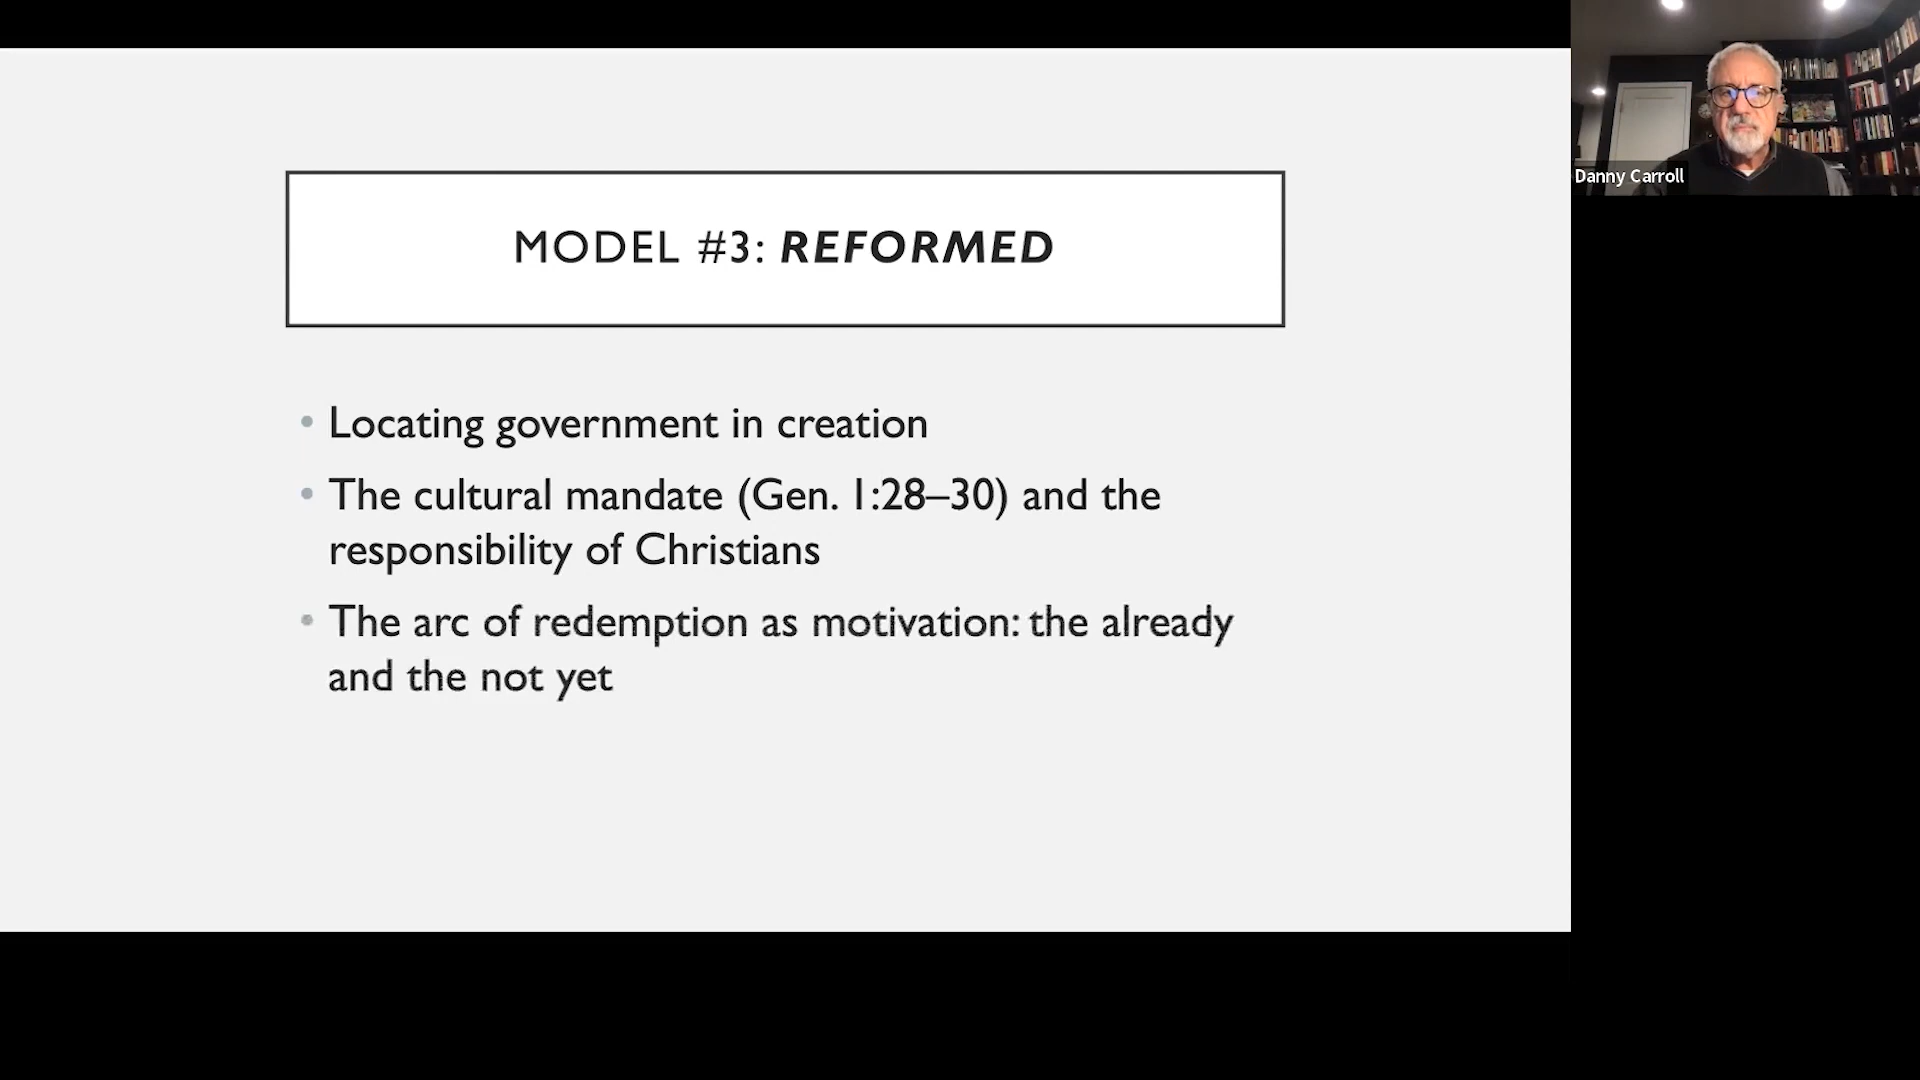 MODEL #3: REFORMED
• Locating government in creation
• The cultural mandate (Gen. 1:28–30) and the
responsibility of Christians
• The arc of redemption as motivation: the already
and the not yet
Danny Carroll